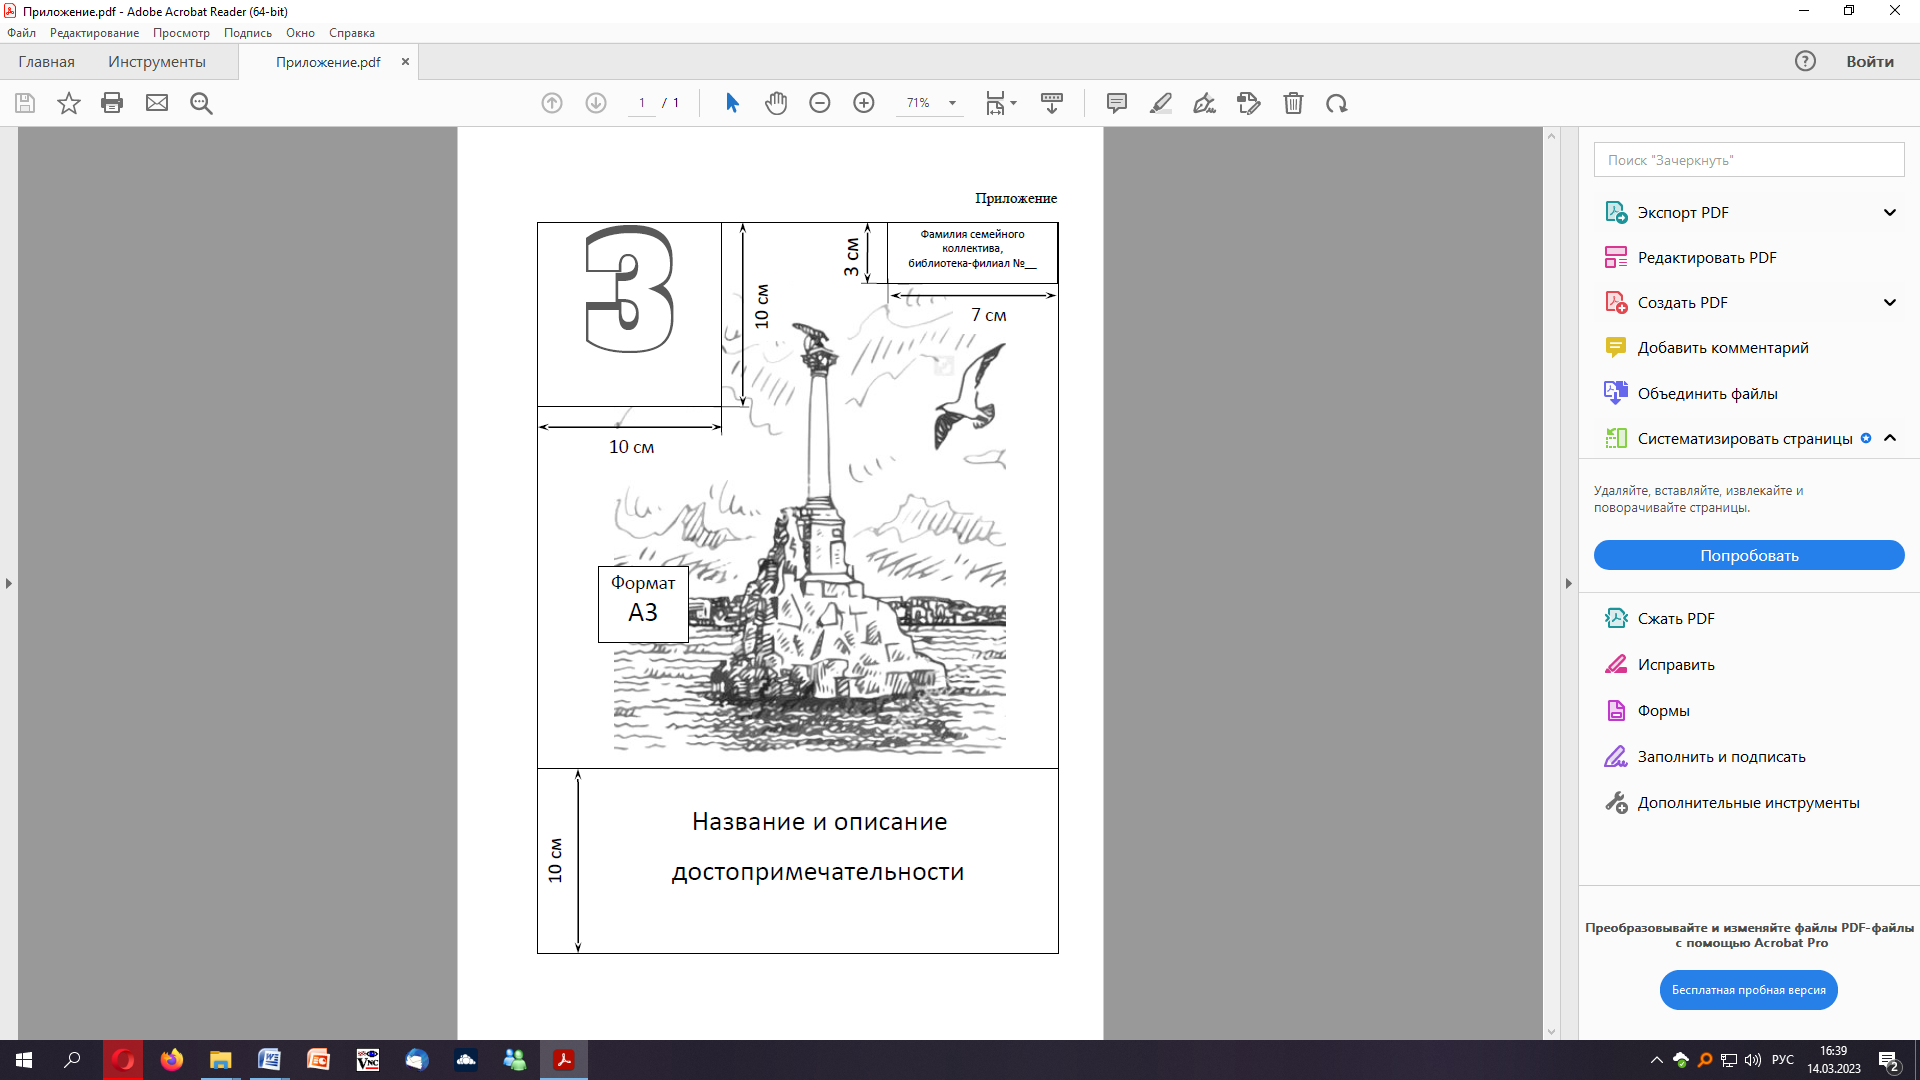 Приложение.pdf - Adobe Acrobat Reader (64-bit)
Файл Редактирование Просмотр Подпись Окно Справка
Главная Инструменты Приложение.pdf × ? Войти
1 / 1 71%
Приложение
З
10 см
10 см
3 см
Фамилия семейного
коллектива,
библиотека-филиал №__
7 см
Формат
А3
10 см
Название и описание
достопримечательности
Поиск "Зачеркнуть"
Экспорт PDF
Редактировать PDF
Создать PDF
Добавить комментарий
Объединить файлы
Систематизировать страницы
Удаляйте, вставляйте, извлекайте и
поворачивайте страницы.
Попробовать
Сжать PDF
Исправить
Формы
Заполнить и подписать
Дополнительные инструменты
Преобразовывайте и изменяйте файлы PDF-файлы
с помощью Acrobat Pro
Бесплатная пробная версия
VNC
РУС
16:39
14.03.2023
2